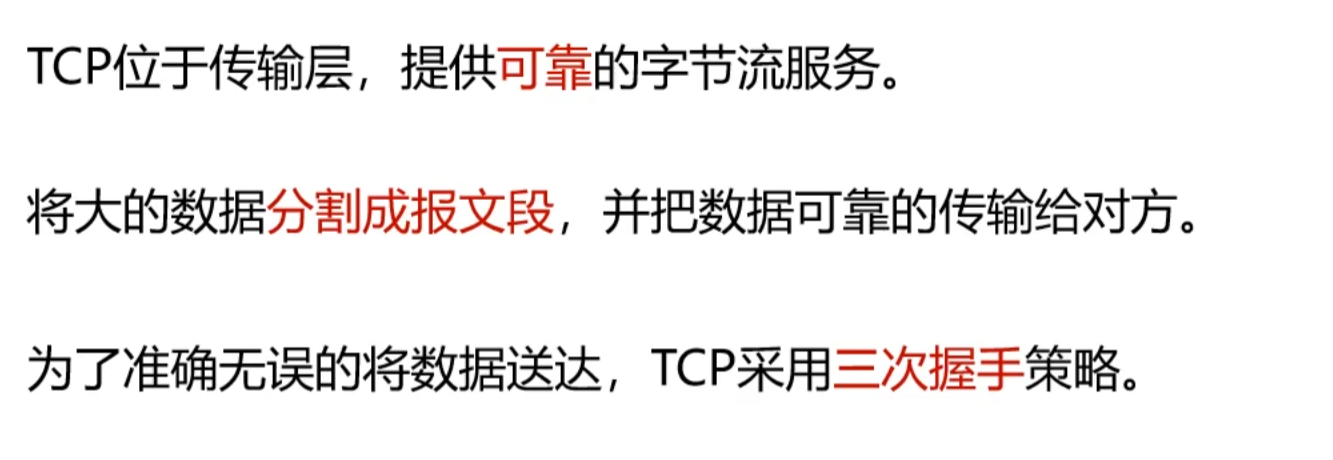 TCP位于传输层，提供可靠的字节流服务。
将大的数据分割成报文段，并把数据可靠的传输给对方。
为了准确无误的将数据送达，TCP采用三次握手策略。